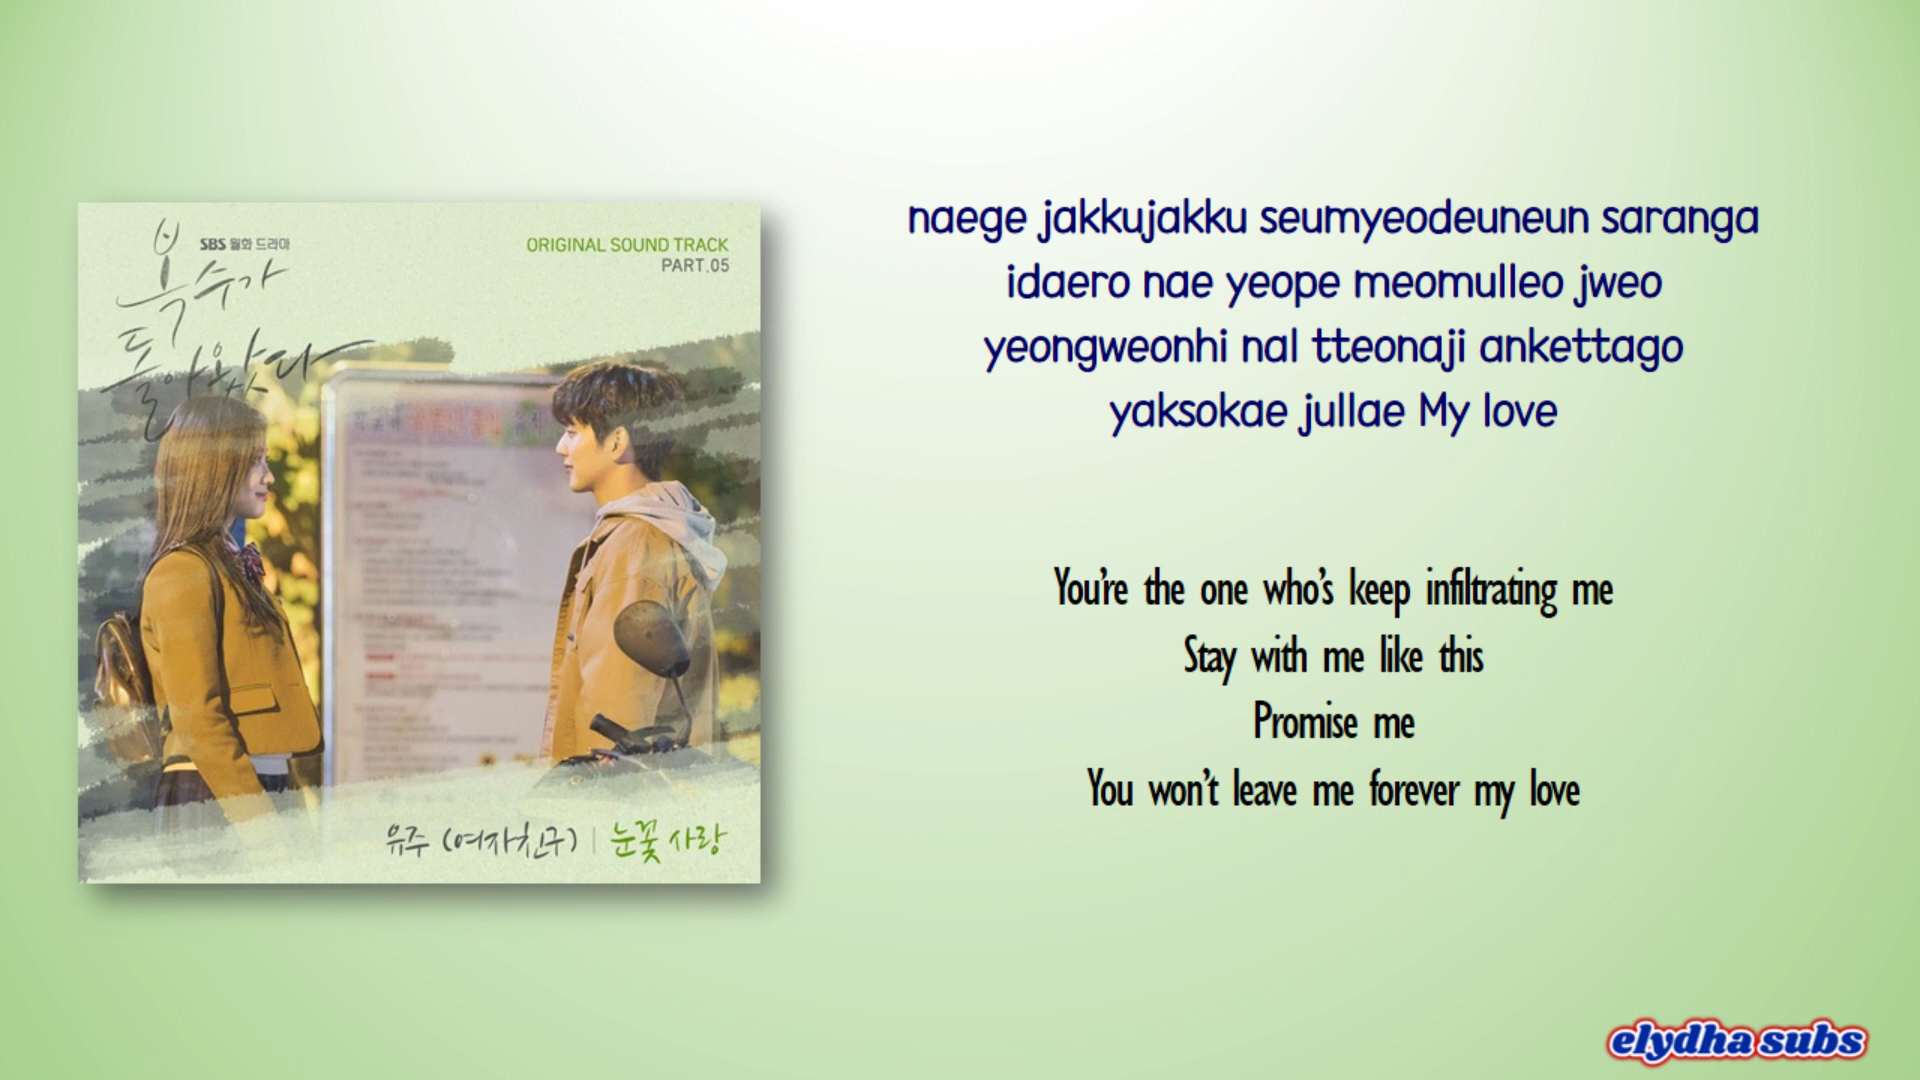 SBS 월화 드라마
복수가
돌아왔다
ORIGINAL SOUND TRACK
PART.05
유주 (여자친구) | 눈꽃 사랑
naege jakkujakku seumyeodeuneun saranga
idaero nae yeope meomulleo jweo
yeongweonhi nal tteonaji ankettago
yaksokae jullae My love
You're the one who's keep infiltrating me
Stay with me like this
Promise me
You won't leave me forever my love
elydha subs